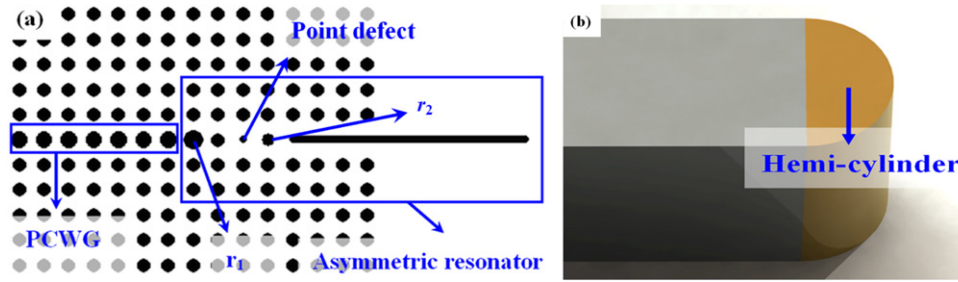 (a)
Point defect
r2
PCWG
r1
Asymmetric resonator
(b)
Hemi-cylinder